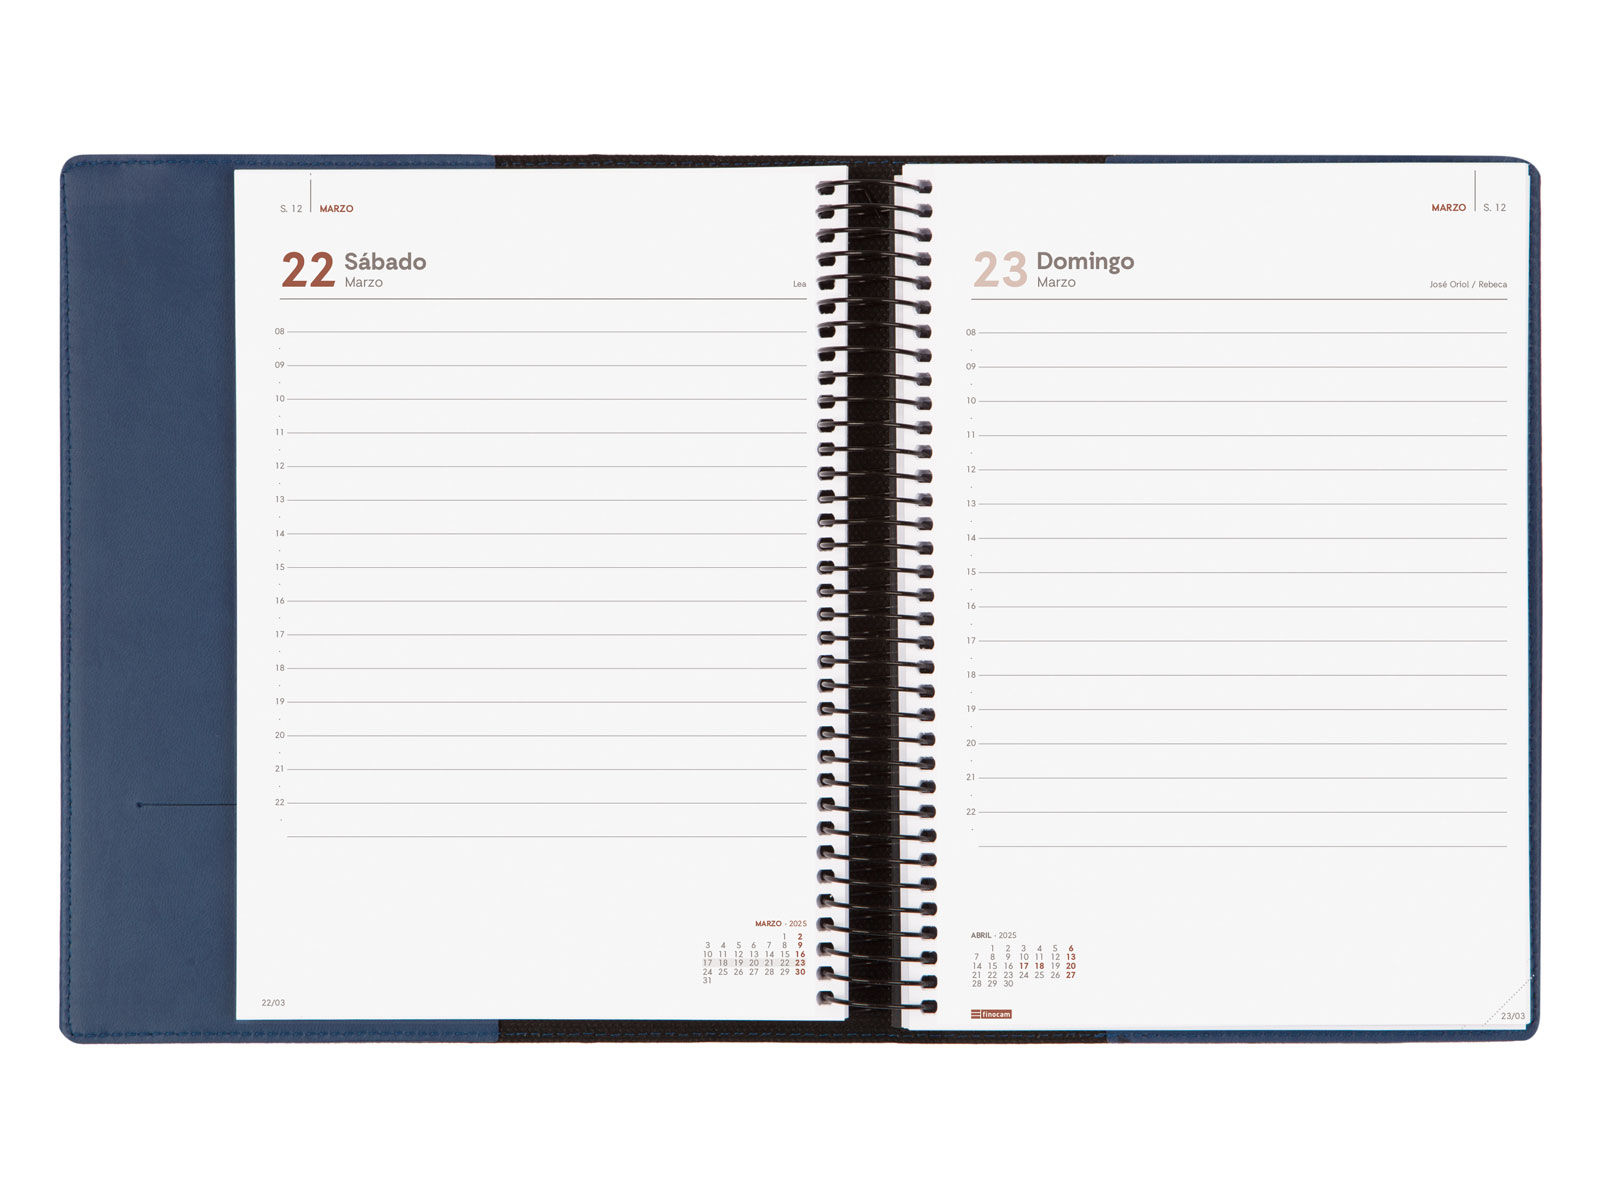 S. 12 MARZO
22 Sábado
Marzo
Lea
08
09
10
11
12
13
14
15
16
17
18
19
20
21
22
MARZO · 2025
1 2
3 4 5 6 7 8 9
10 11 12 13 14 15 16
17 18 19 20 21 22 23
24 25 26 27 28 29 30
31
22/03
MARZO S. 12
23 Domingo
Marzo
José Oriol / Rebeca
08
09
10
11
12
13
14
15
16
17
18
19
20
21
22
ABRIL · 2025
1 2 3 4 5 6
7 8 9 10 11 12 13
14 15 16 17 18 19 20
21 22 23 24 25 26 27
28 29 30
finocam
23/03